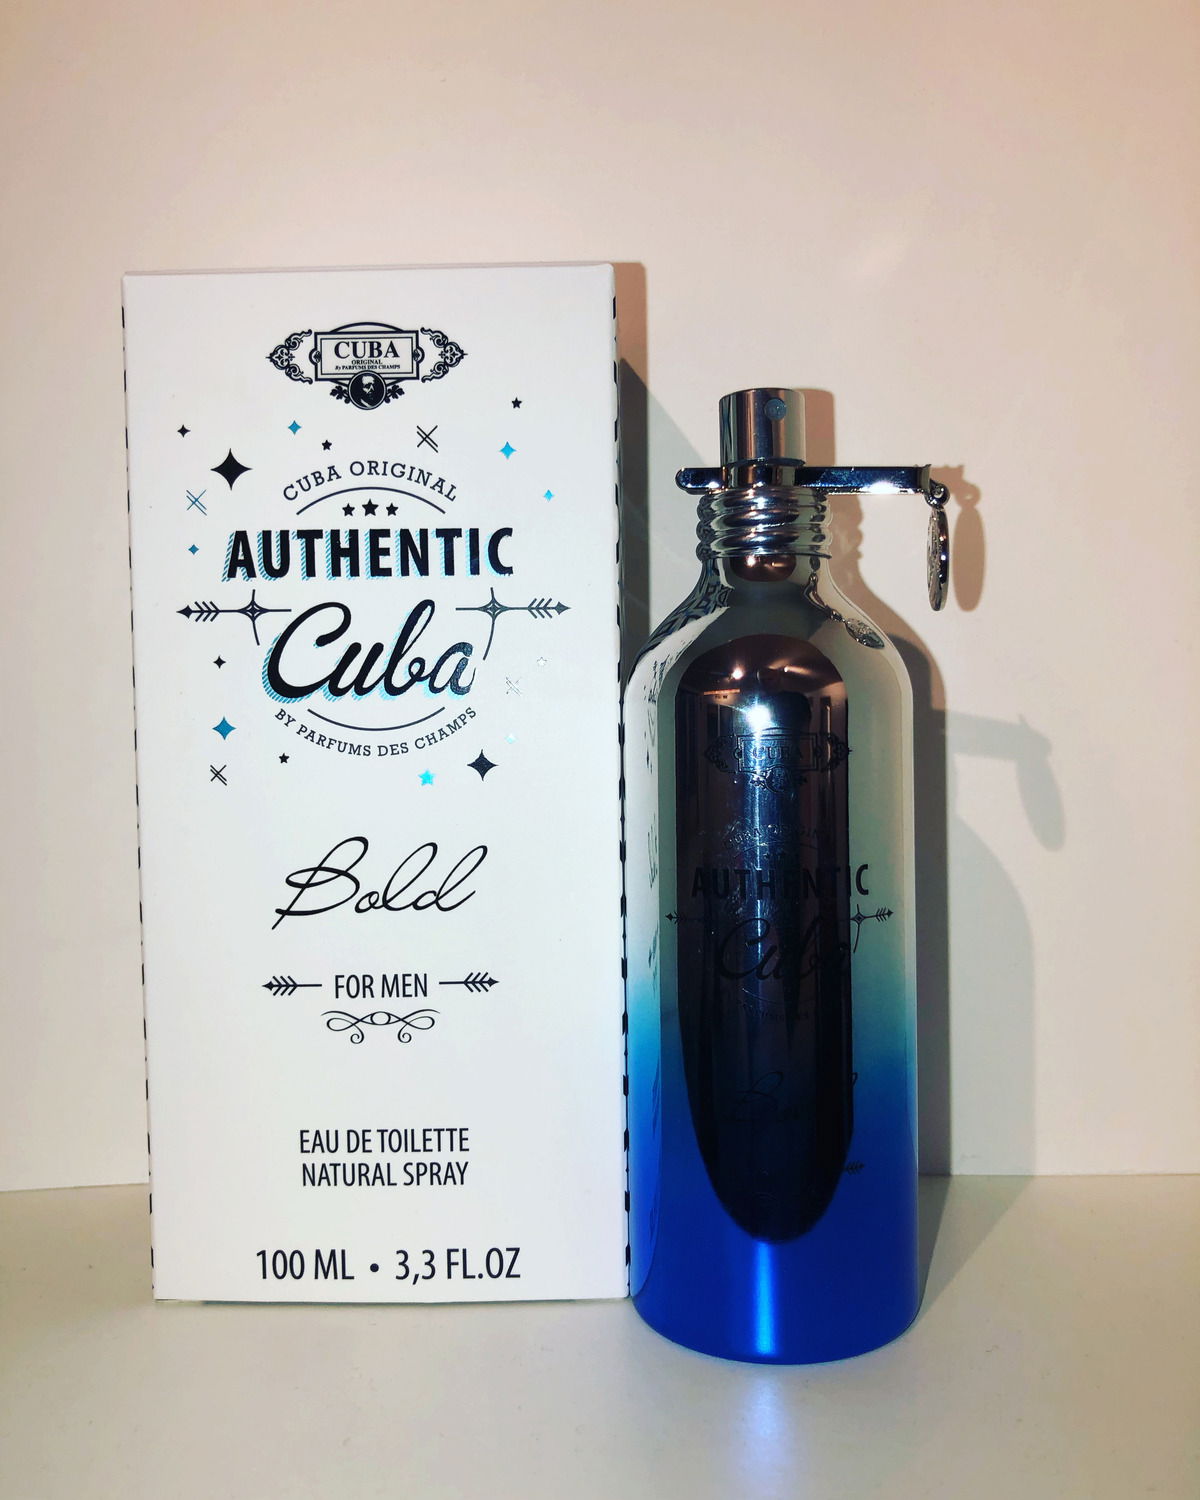 CUBA
ORIGINAL
By PARFUMS DES CHAMPS
CUBA ORIGINAL
AUTHENTIC
Cuba
BY PARFUMS DES CHAMPS
Bold
FOR MEN
EAU DE TOILETTE
NATURAL SPRAY
100 ML • 3,3 FL.OZ
CUBA
AUTHENTIC
Cuba